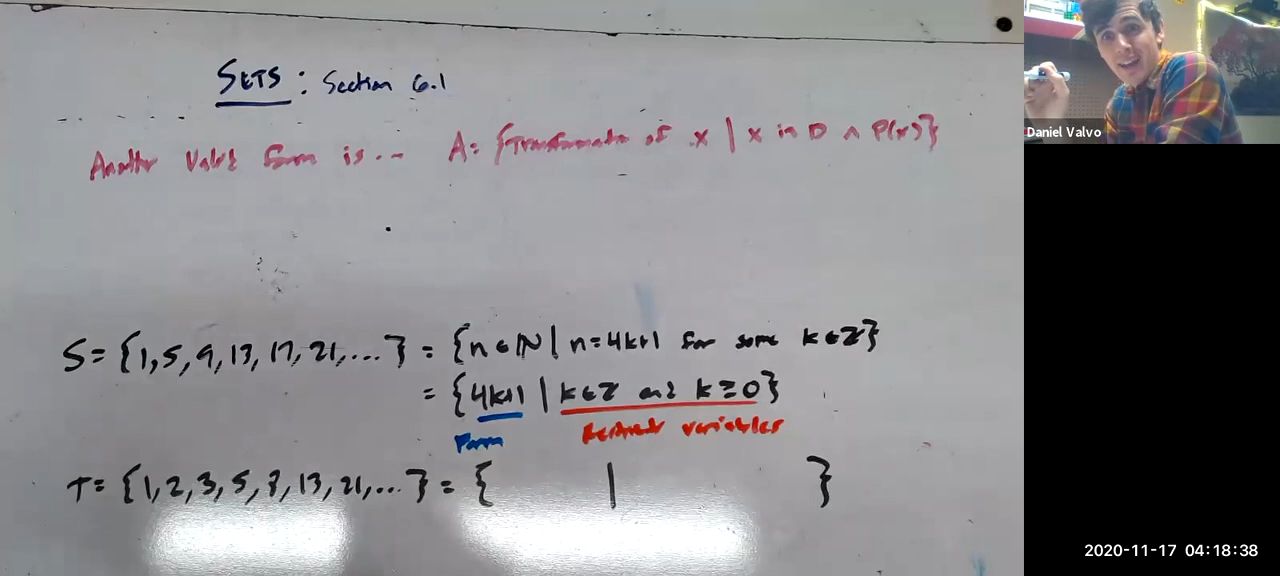 SETS: Section 6.1
Another Valid form is... A= {Transformation of x | x in D ∧ P(x)}
S= {1, 5, 9, 13, 17, 21, ... } = {n ∈ ℕ | n=4k+1 for some k ∈ ℤ}
= {4k+1 | k ∈ ℤ and k ≥ 0}
Form variables
T= {1, 2, 3, 5, 8, 13, 21, ... } = { | }
Daniel Valvo
2020-11-17 04:18:38